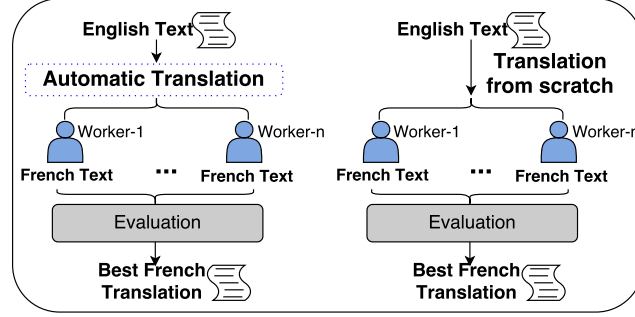 English Text
Automatic Translation
Worker-1
Worker-n
French Text
...
French Text
Evaluation
Best French
Translation
English Text
Translation
from scratch
Worker-1
Worker-n
French Text
...
French Text
Evaluation
Best French
Translation